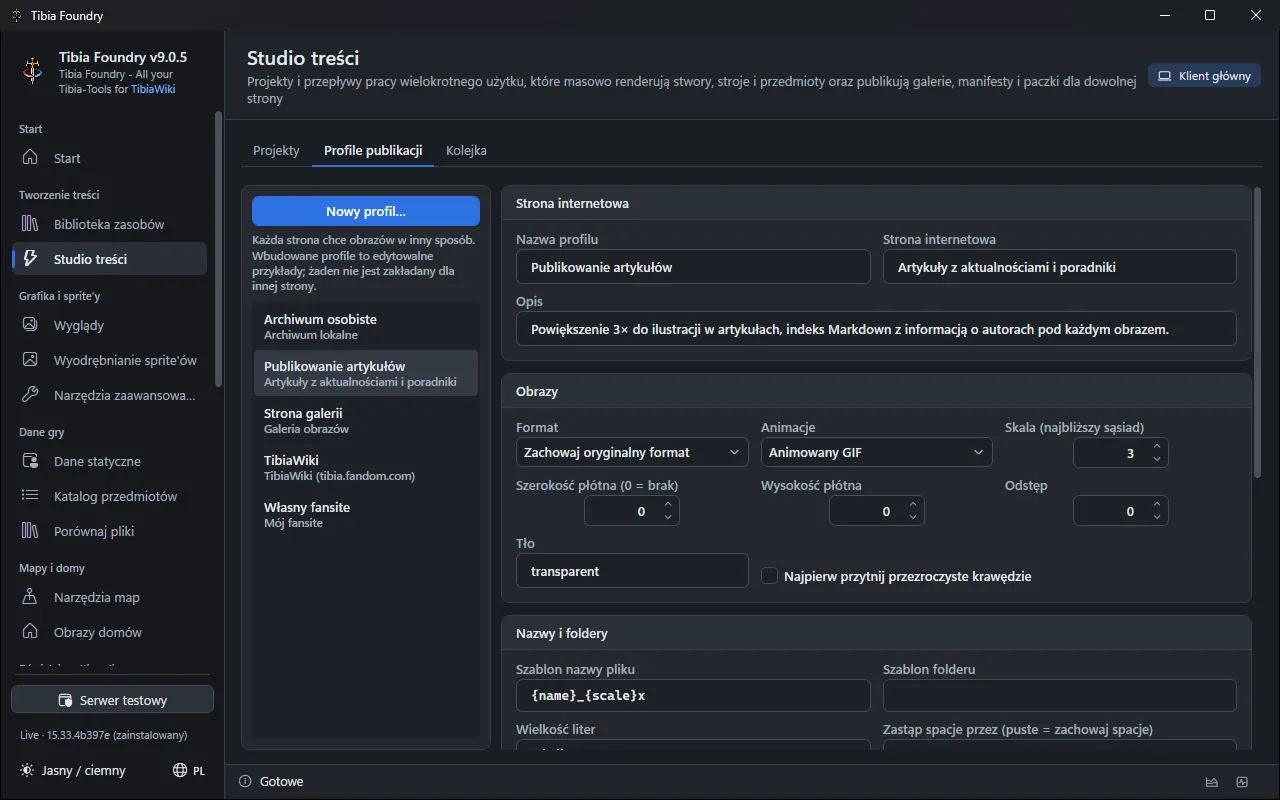 Tibia Foundry
Tibia Foundry v9.0.5
Tibia Foundry - All your
Tibia-Tools for TibiaWiki
Start
Start
Tworzenie treści
Biblioteka zasobów
Studio treści
Grafika i sprite'y
Wyglądy
Wyodrębnianie sprite'ów
Narzędzia zaawansowa...
Dane gry
Dane statyczne
Katalog przedmiotów
Porównaj pliki
Mapy i domy
Narzędzia map
Obrazy domów
Serwer testowy
Live · 15.33.4b397e (zainstalowany)
Jasny / ciemny
PL
Studio treści
Projekty i przepływy pracy wielokrotnego użytku, które masowo renderują stwory, stroje i przedmioty oraz publikują galerie, manifesty i paczki dla dowolnej
strony
Klient główny
Projekty
Profile publikacji
Kolejka
Nowy profil...
Każda strona chce obrazów w inny sposób.
Wbudowane profile to edytowalne
przykłady; żaden nie jest zakładany dla
innej strony.
Archiwum osobiste
Archiwum lokalne
Publikowanie artykułów
Artykuły z aktualnościami i poradniki
Strona galerii
Galeria obrazów
TibiaWiki
TibiaWiki (tibia.fandom.com)
Własny fansite
Mój fansite
Strona internetowa
Nazwa profilu
Strona internetowa
Publikowanie artykułów
Artykuły z aktualnościami i poradniki
Opis
Powiększenie 3× do ilustracji w artykułach, indeks Markdown z informacją o autorach pod każdym obrazem.
Obrazy
Format
Animacje
Skala (najbliższy sąsiad)
Zachowaj oryginalny format
Animowany GIF
3
Szerokość płótna (0 = brak)
Wysokość płótna
Odstęp
0
0
0
Tło
transparent
Najpierw przytnij przezroczyste krawędzie
Nazwy i foldery
Szablon nazwy pliku
Szablon folderu
{name}_{scale}x
Wielkość liter
Zastąp spacje przez (puste = zachowaj spacje)
Gotowe